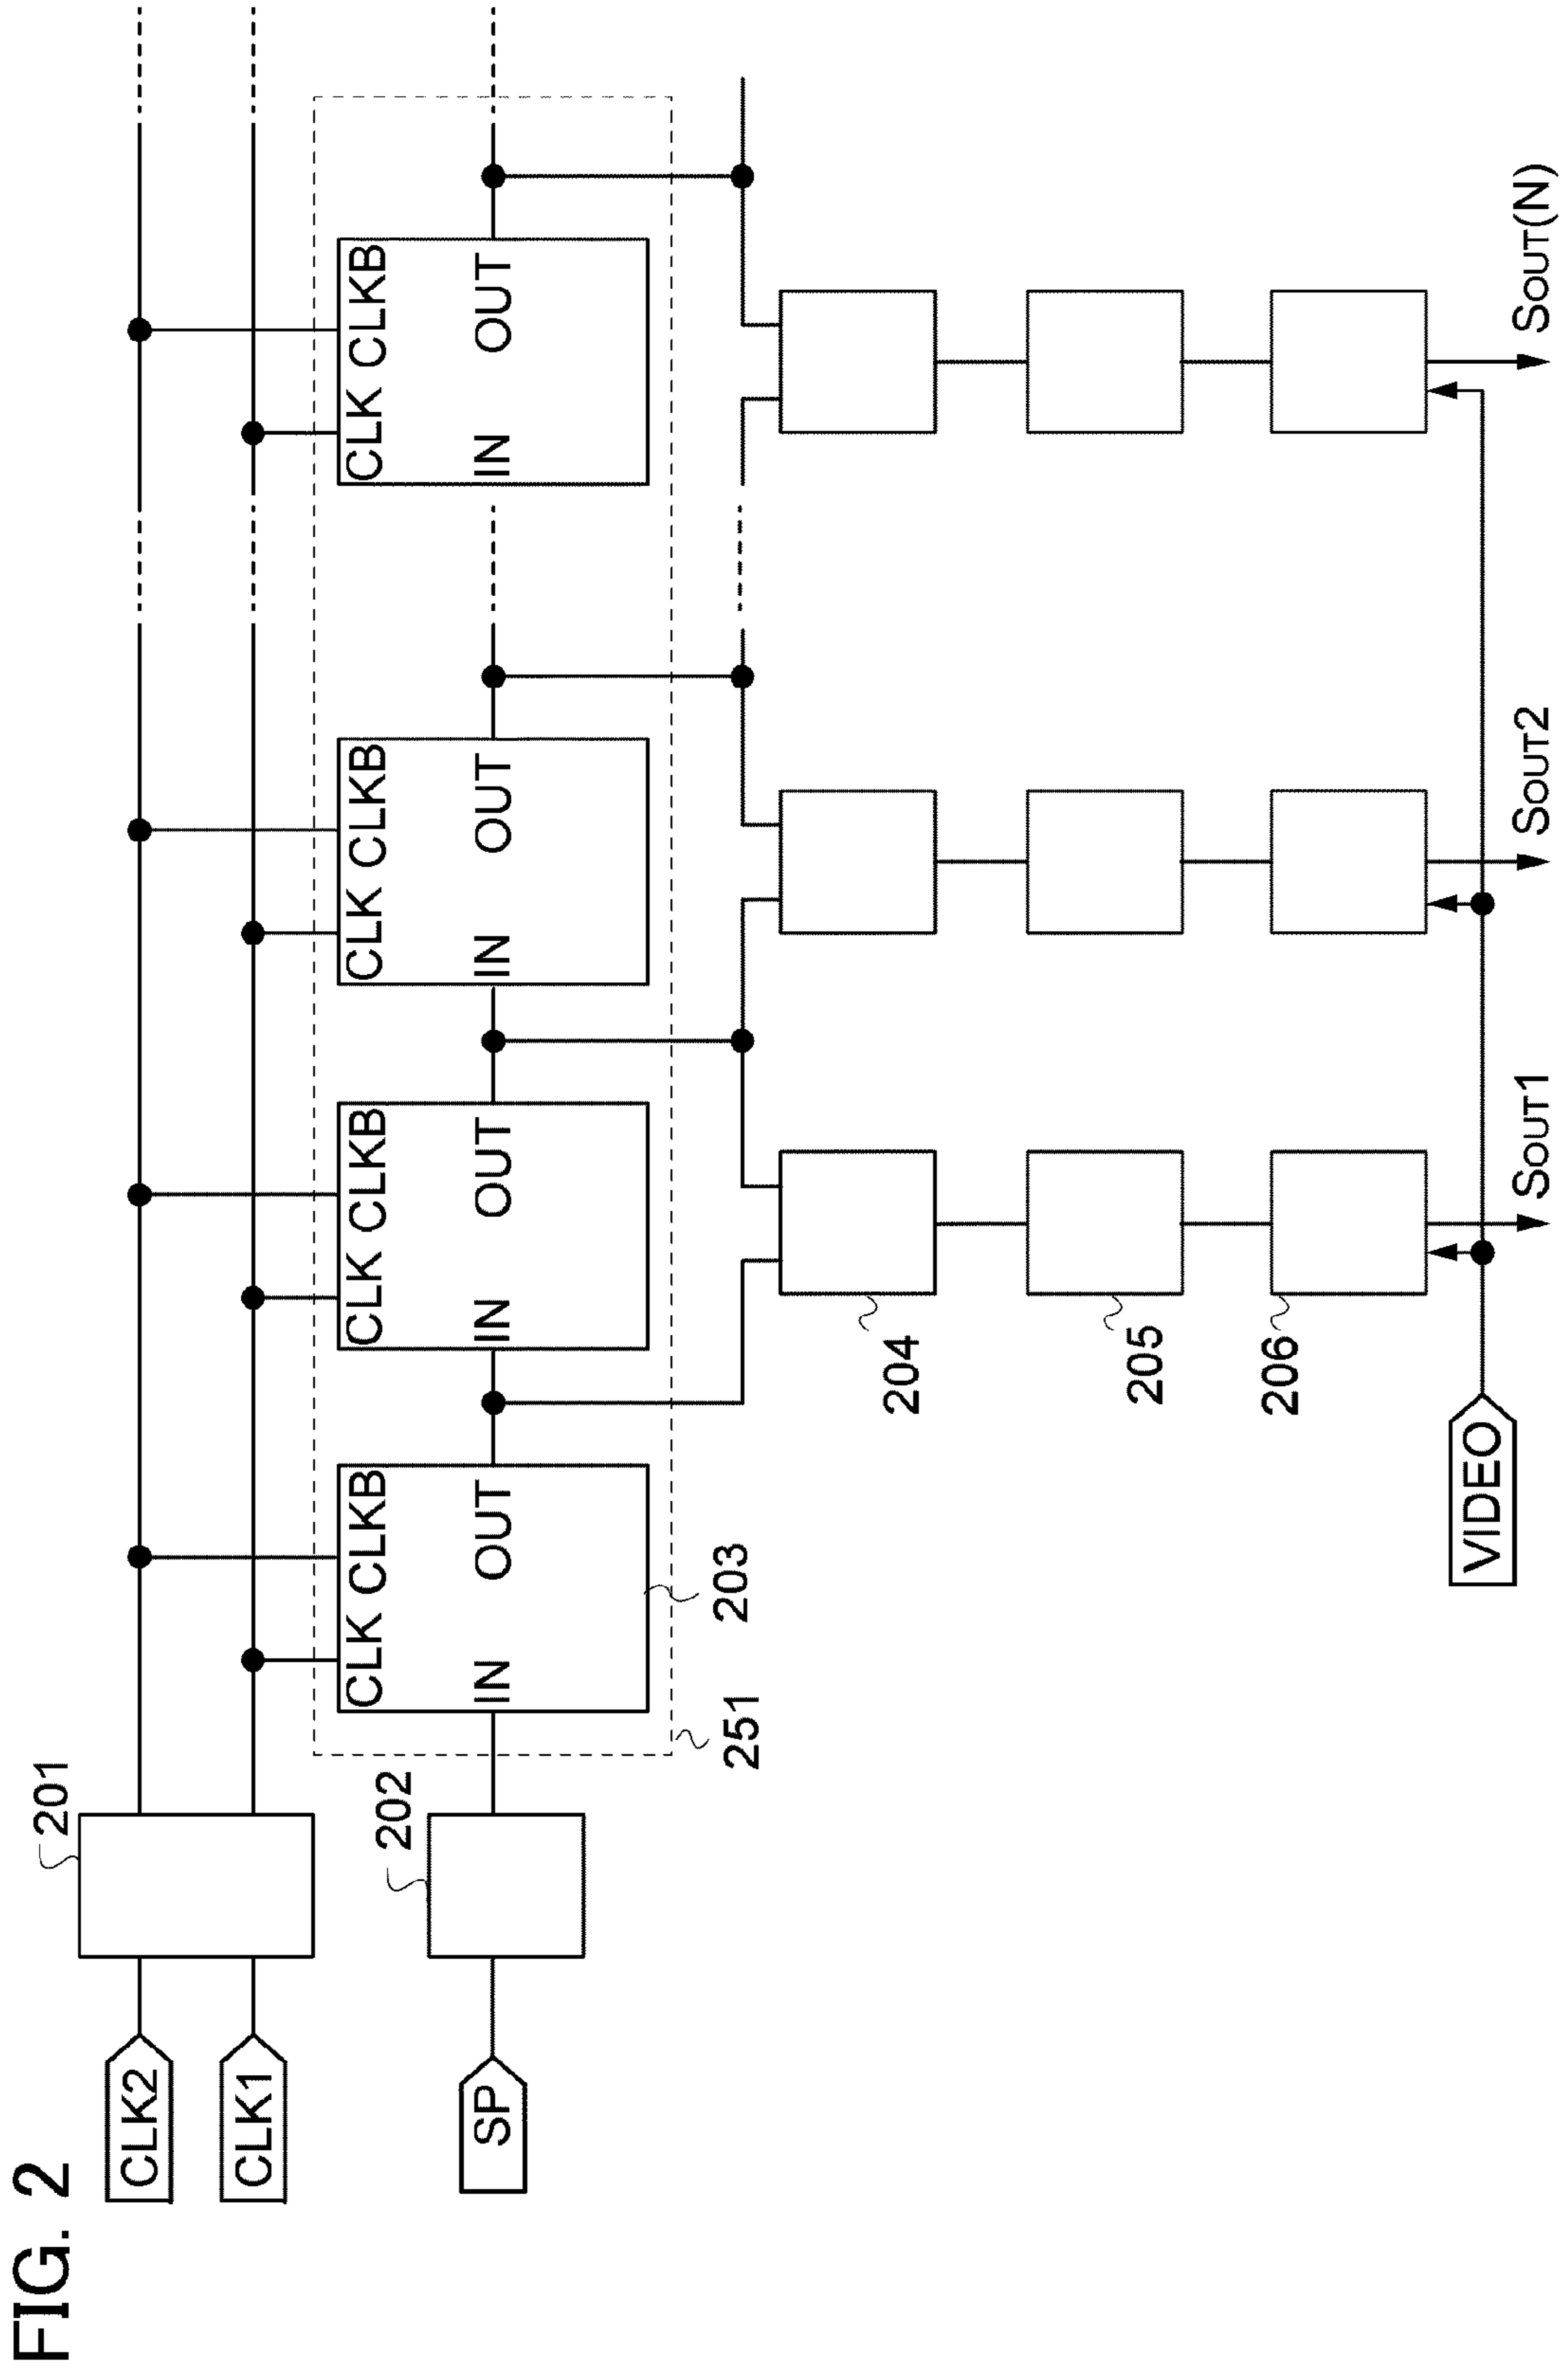 FIG. 2
CLK2
CLK1
SP
201
202
251
203
CLK CLKB
IN OUT
CLK CLKB
IN OUT
CLK CLKB
IN OUT
CLK CLKB
IN OUT
204
205
206
VIDEO
SOUT1
SOUT2
SOUT(N)